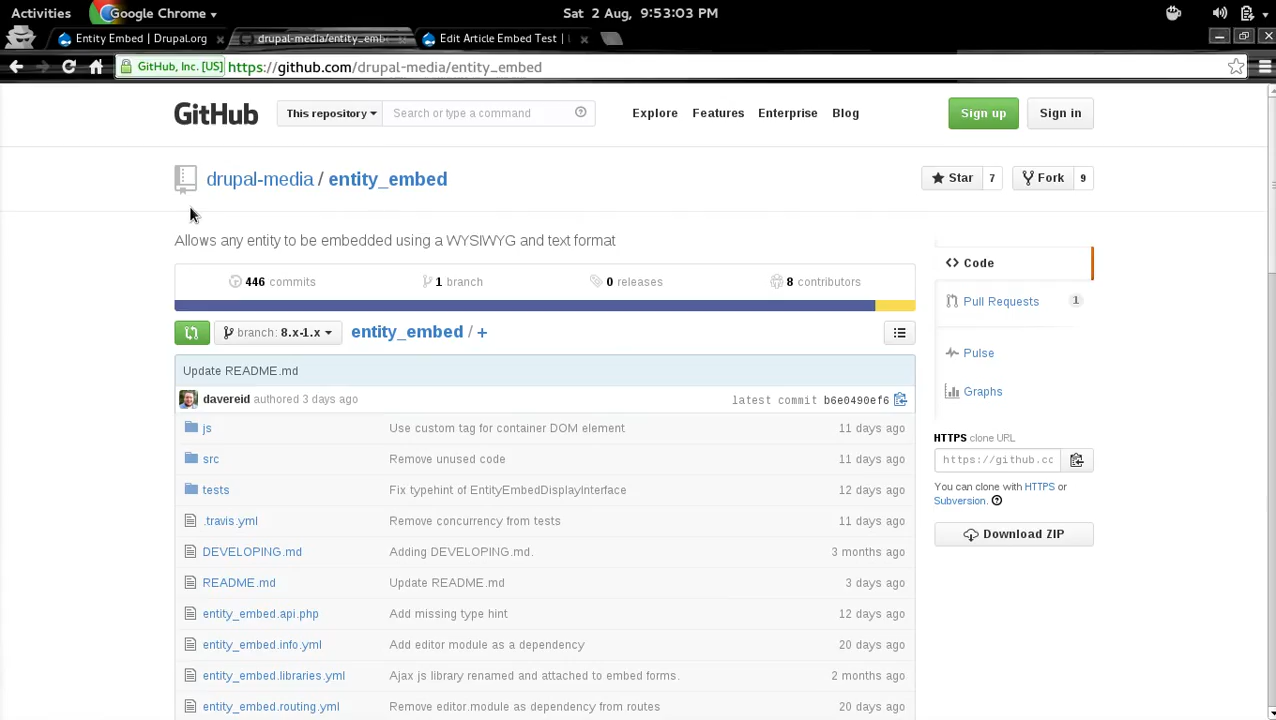 Activities Google Chrome Sat 2 Aug, 9:53:03 PM
Entity Embed | Drupal.org drupal-media/entity_emb Edit Article Embed Test |
GitHub, Inc. [US] https://github.com/drupal-media/entity_embed
GitHub This repository Search or type a command Explore Features Enterprise Blog Sign up Sign in
drupal-media / entity_embed Star 7 Fork 9
Allows any entity to be embedded using a WYSIWYG and text format
446 commits 1 branch 0 releases 8 contributors
branch: 8.x-1.x entity_embed / +
Update README.md
davereid authored 3 days ago latest commit b6e0490ef6
js Use custom tag for container DOM element 11 days ago
src Remove unused code 11 days ago
tests Fix typehint of EntityEmbedDisplayInterface 12 days ago
.travis.yml Remove concurrency from tests 11 days ago
DEVELOPING.md Adding DEVELOPING.md. 3 months ago
README.md Update README.md 3 days ago
entity_embed.api.php Add missing type hint 12 days ago
entity_embed.info.yml Add editor module as a dependency 20 days ago
entity_embed.libraries.yml Ajax js library renamed and attached to embed forms. 2 months ago
entity_embed.routing.yml Remove editor.module as dependency from routes 20 days ago
Code
Pull Requests 1
Pulse
Graphs
HTTPS clone URL
https://github.cc
You can clone with HTTPS or
Subversion.
Download ZIP